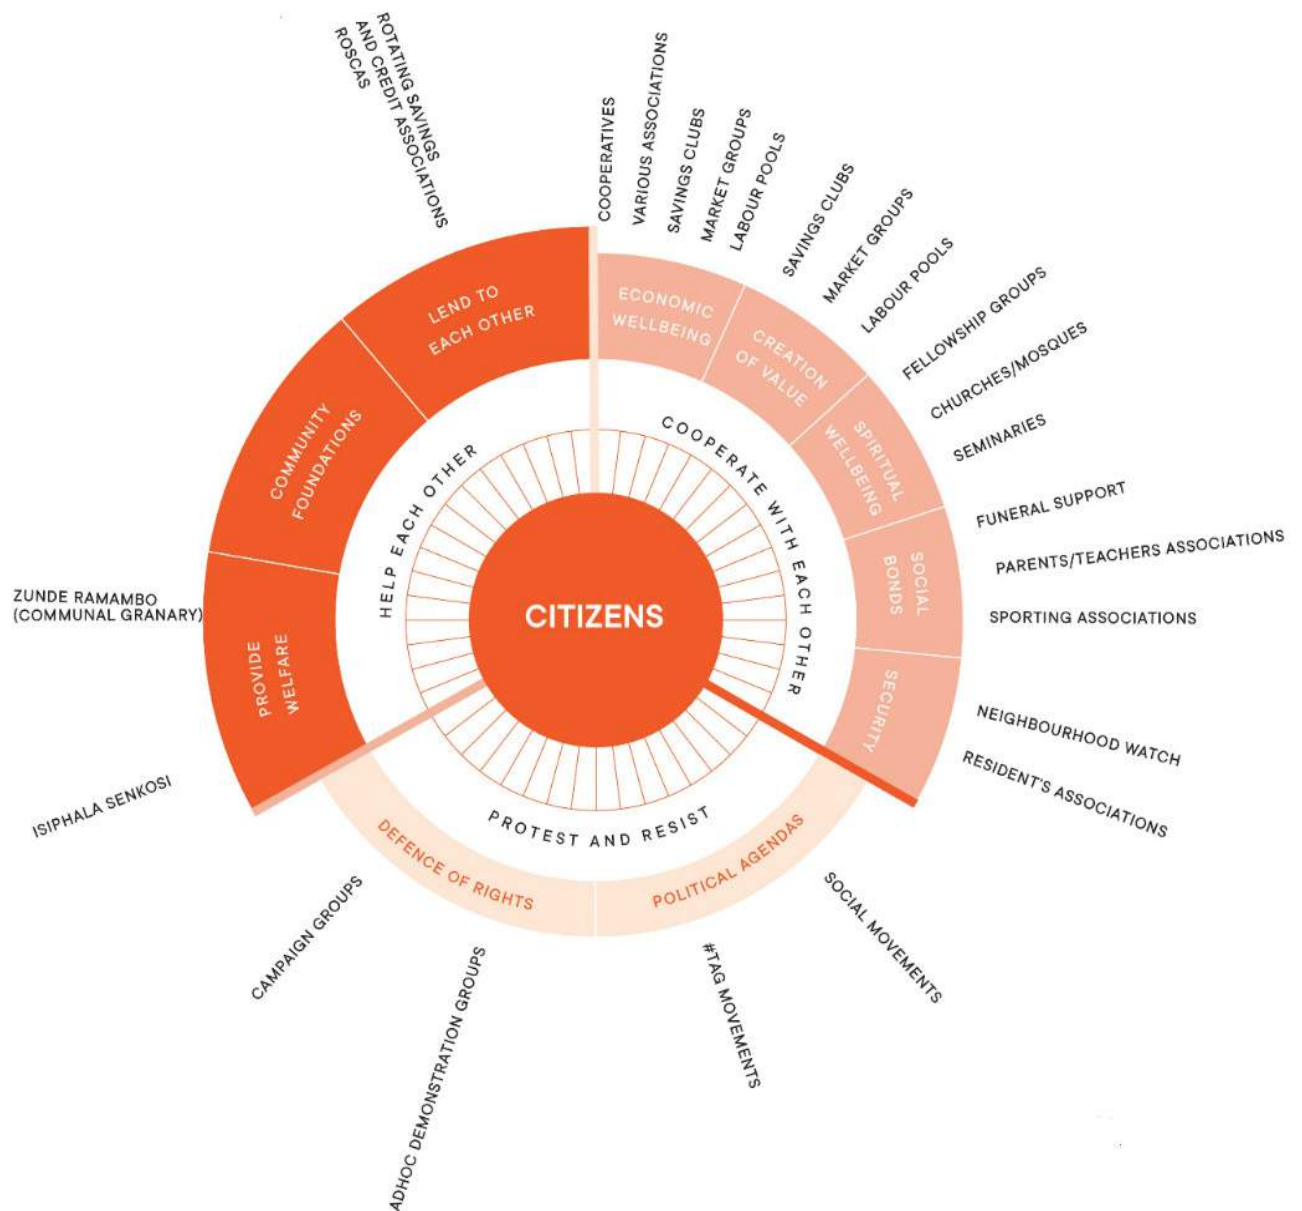 CITIZENS
HELP EACH OTHER
COOPERATE WITH EACH OTHER
PROTEST AND RESIST
LEND TO
EACH OTHER
ROTATING SAVINGS
AND CREDIT ASSOCIATIONS
ROSCAS
COMMUNITY
FOUNDATIONS
PROVIDE
WELFARE
ZUNDE RAMAMBO
(COMMUNAL GRANARY)
ISIPHALA SENKOSI
ECONOMIC
WELLBEING
COOPERATIVES
VARIOUS ASSOCIATIONS
SAVINGS CLUBS
MARKET GROUPS
LABOUR POOLS
CREATION
OF VALUE
SAVINGS CLUBS
MARKET GROUPS
LABOUR POOLS
SPIRITUAL
WELLBEING
FELLOWSHIP GROUPS
CHURCHES/MOSQUES
SEMINARIES
SOCIAL
BONDS
FUNERAL SUPPORT
PARENTS/TEACHERS ASSOCIATIONS
SPORTING ASSOCIATIONS
SECURITY
NEIGHBOURHOOD WATCH
RESIDENT'S ASSOCIATIONS
POLITICAL AGENDAS
SOCIAL MOVEMENTS
#TAG MOVEMENTS
DEFENCE OF RIGHTS
ADHOC DEMONSTRATION GROUPS
CAMPAIGN GROUPS